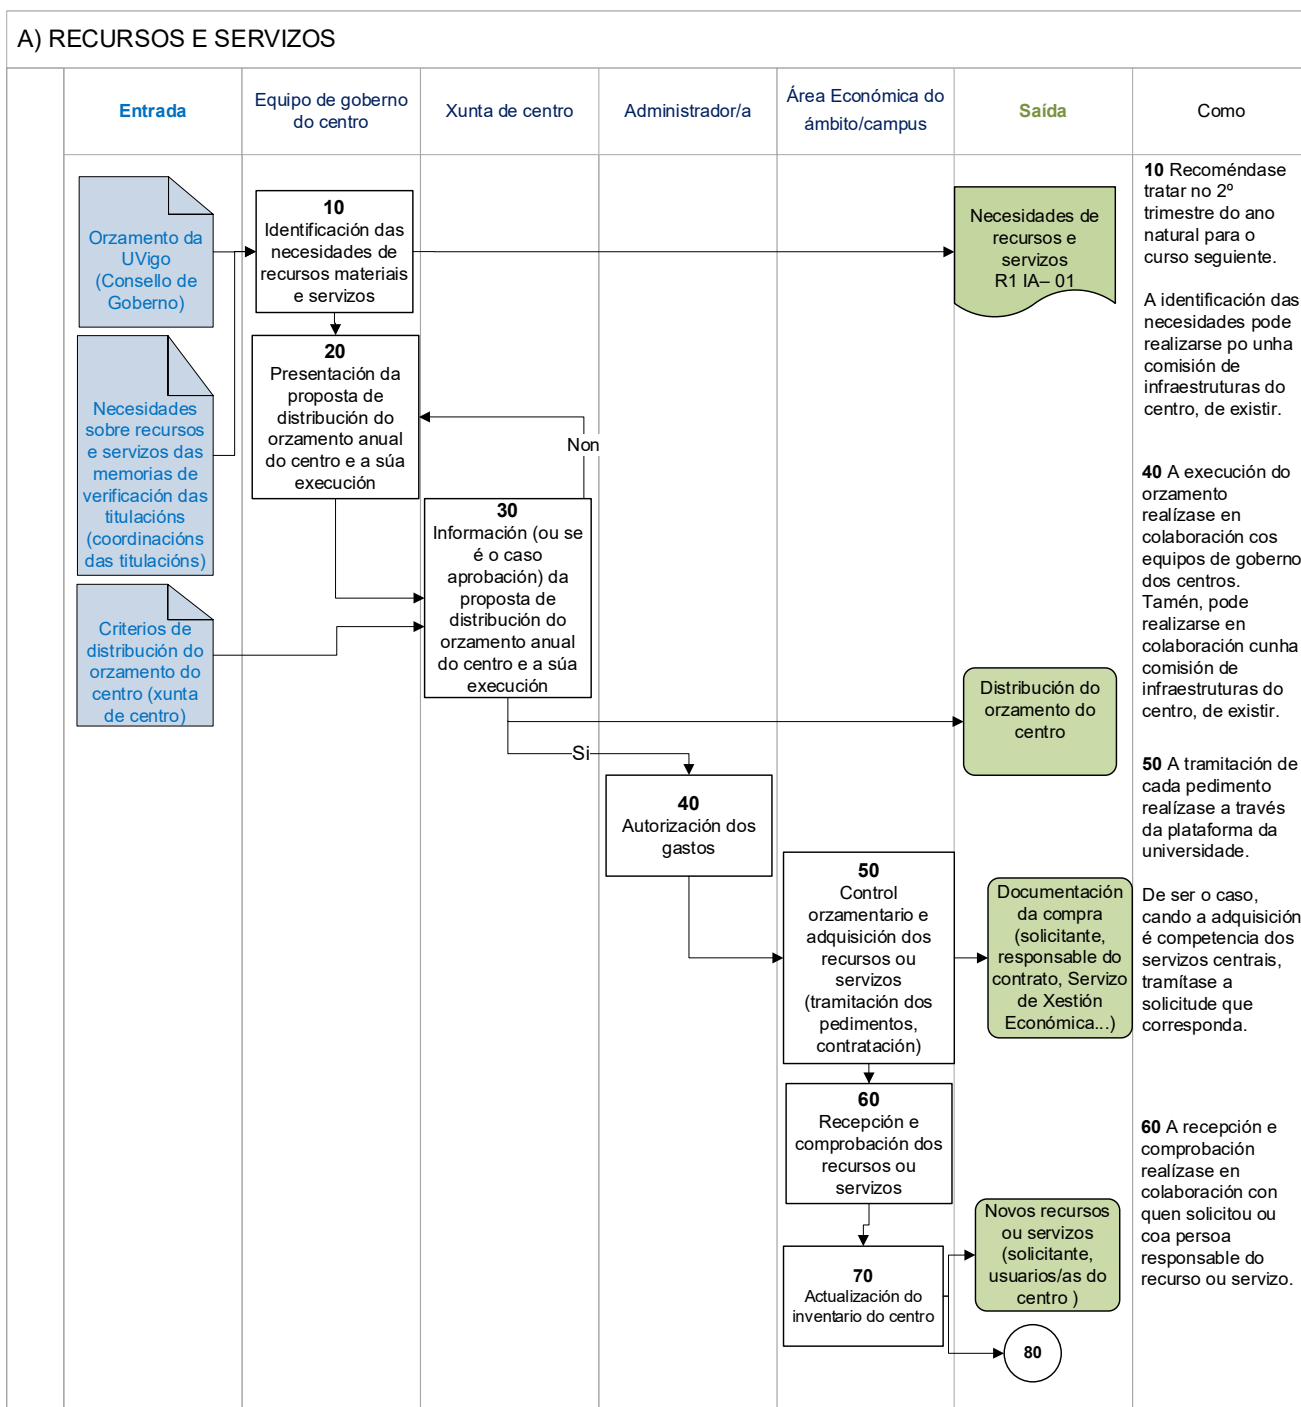 A) RECURSOS E SERVIZOS
Entrada
Equipo de goberno
do centro
Xunta de centro
Administrador/a
Área Económica do
ámbito/campus
Saída
Como
Orzamento da
UVigo
(Consello de
Goberno)
Necesidades
sobre recursos
e servizos das
memorias de
verificación das
titulacións
(coordinacións
das titulacións)
Criterios de
distribución do
orzamento do
centro (xunta
de centro)
10
Identificación das
necesidades de
recursos materiais
e servizos
20
Presentación da
proposta de
distribución do
orzamento anual
do centro e a súa
execución
Non
30
Información (ou se
é o caso
aprobación) da
proposta de
distribución do
orzamento anual
do centro e a súa
execución
Si
40
Autorización dos
gastos
50
Control
orzamentario e
adquisición dos
recursos ou
servizos
(tramitación dos
pedimentos,
contratación)
60
Recepción e
comprobación dos
recursos ou
servizos
70
Actualización do
inventario do centro
Necesidades de
recursos e
servizos
R1 IA– 01
Distribución do
orzamento do
centro
Documentación
da compra
(solicitante,
responsable do
contrato, Servizo
de Xestión
Económica...)
Novos recursos
ou servizos
(solicitante,
usuarios/as do
centro )
80
10 Recoméndase
tratar no 2º
trimestre do ano
natural para o
curso seguiente.
A identificación das
necesidades pode
realizarse po unha
comisión de
infraestruturas do
centro, de existir.
40 A execución do
orzamento
realízase en
colaboración cos
equipos de goberno
dos centros.
Tamén, pode
realizarse en
colaboración cunha
comisión de
infraestruturas do
centro, de existir.
50 A tramitación de
cada pedimento
realízase a través
da plataforma da
universidade.
De ser o caso,
cando a adquisición
é competencia dos
servizos centrais,
tramítase a
solicitude que
corresponda.
60 A recepción e
comprobación
realízase en
colaboración con
quen solicitou ou
coa persoa
responsable do
recurso ou servizo.